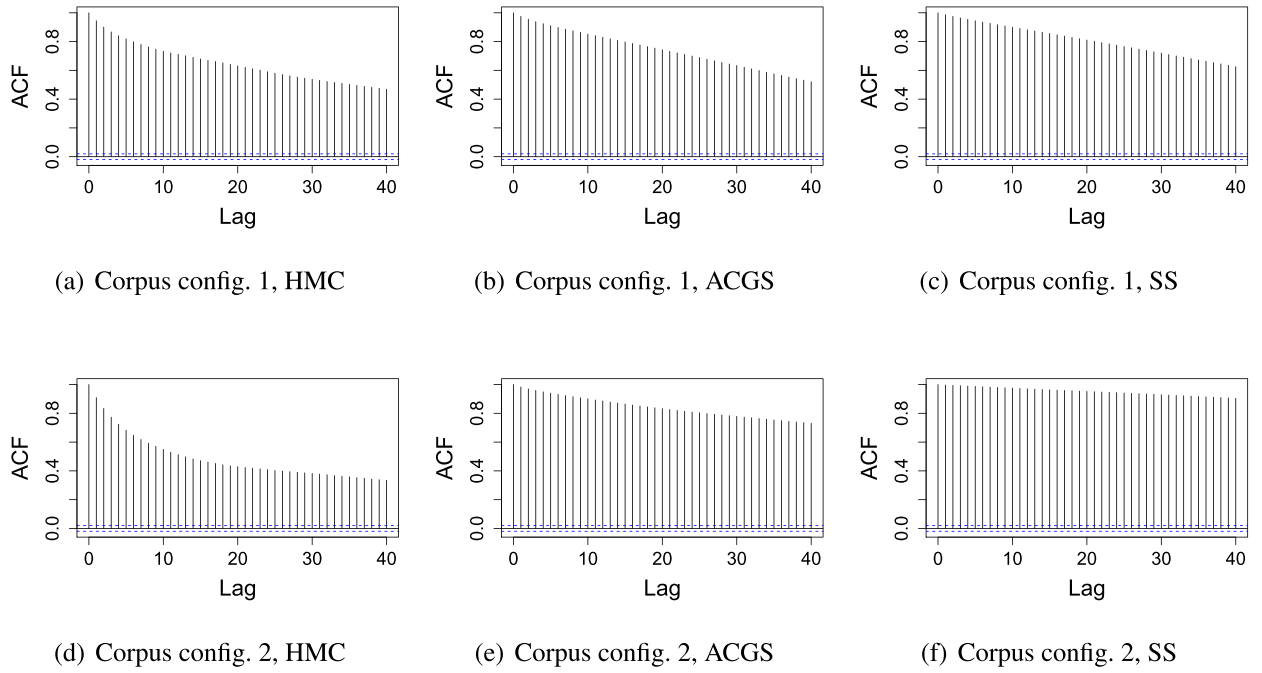 ACF
0.0 0.4 0.8
0 10 20 30 40
Lag
(a) Corpus config. 1, HMC
ACF
0.0 0.4 0.8
0 10 20 30 40
Lag
(b) Corpus config. 1, ACGS
ACF
0.0 0.4 0.8
0 10 20 30 40
Lag
(c) Corpus config. 1, SS
ACF
0.0 0.4 0.8
0 10 20 30 40
Lag
(d) Corpus config. 2, HMC
ACF
0.0 0.4 0.8
0 10 20 30 40
Lag
(e) Corpus config. 2, ACGS
ACF
0.0 0.4 0.8
0 10 20 30 40
Lag
(f) Corpus config. 2, SS